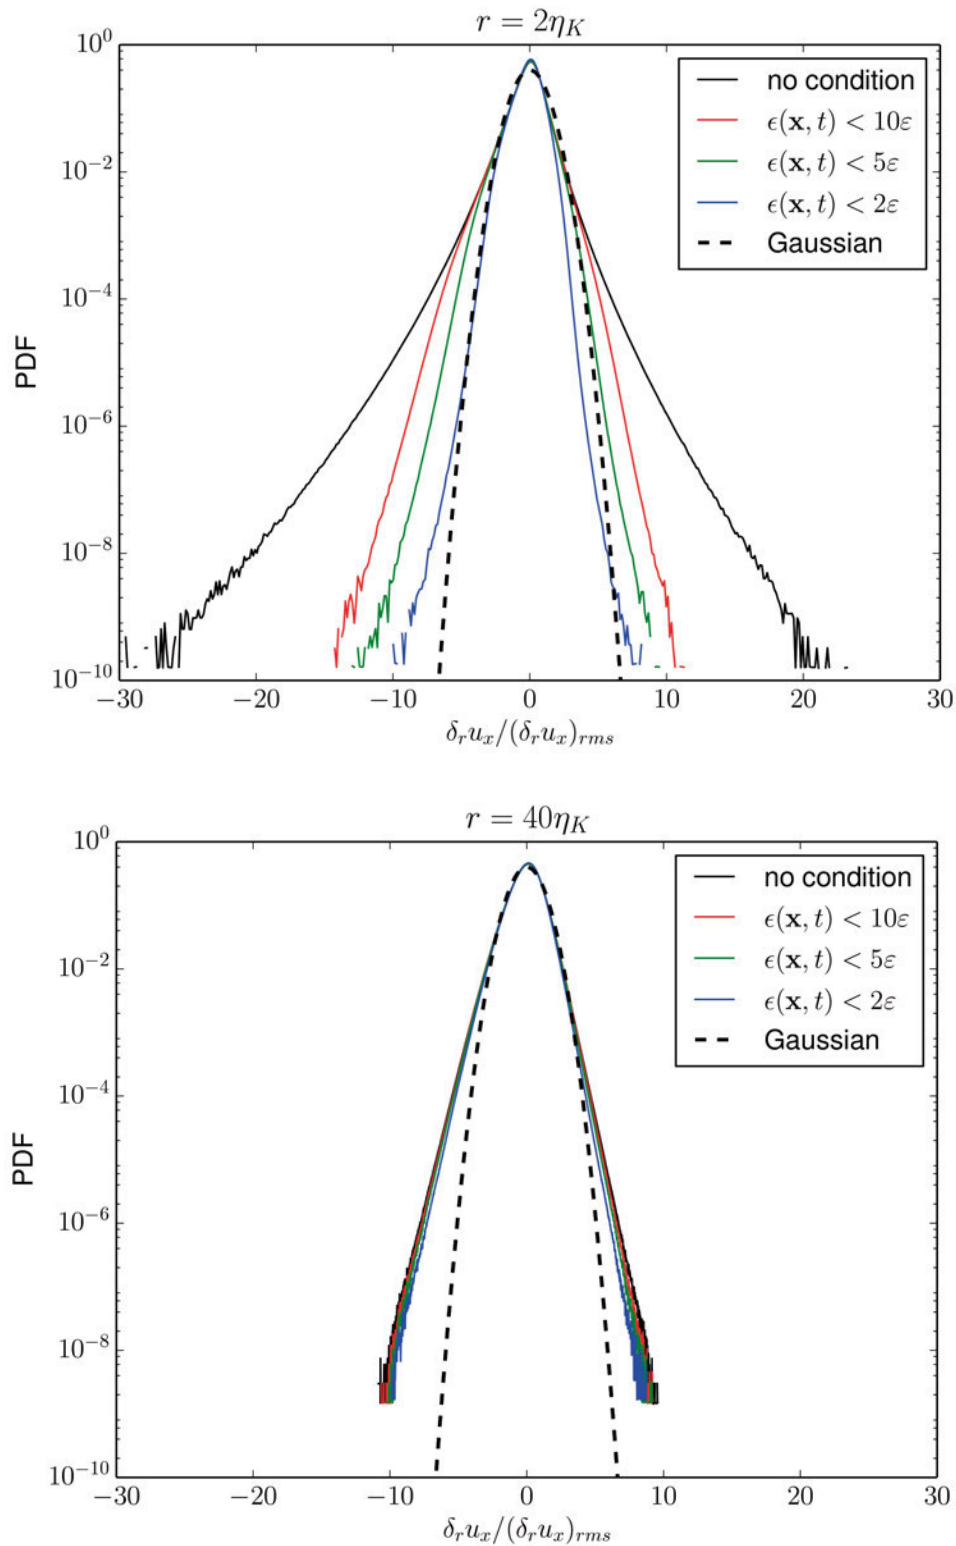 r = 2η_K
10^0
10^−2
10^−4
10^−6
10^−8
10^−10
PDF
no condition
ϵ(x, t) < 10ε
ϵ(x, t) < 5ε
ϵ(x, t) < 2ε
Gaussian
−30 −20 −10 0 10 20 30
δ_r u_x/(δ_r u_x)_rms
r = 40η_K
10^0
10^−2
10^−4
10^−6
10^−8
10^−10
PDF
no condition
ϵ(x, t) < 10ε
ϵ(x, t) < 5ε
ϵ(x, t) < 2ε
Gaussian
−30 −20 −10 0 10 20 30
δ_r u_x/(δ_r u_x)_rms